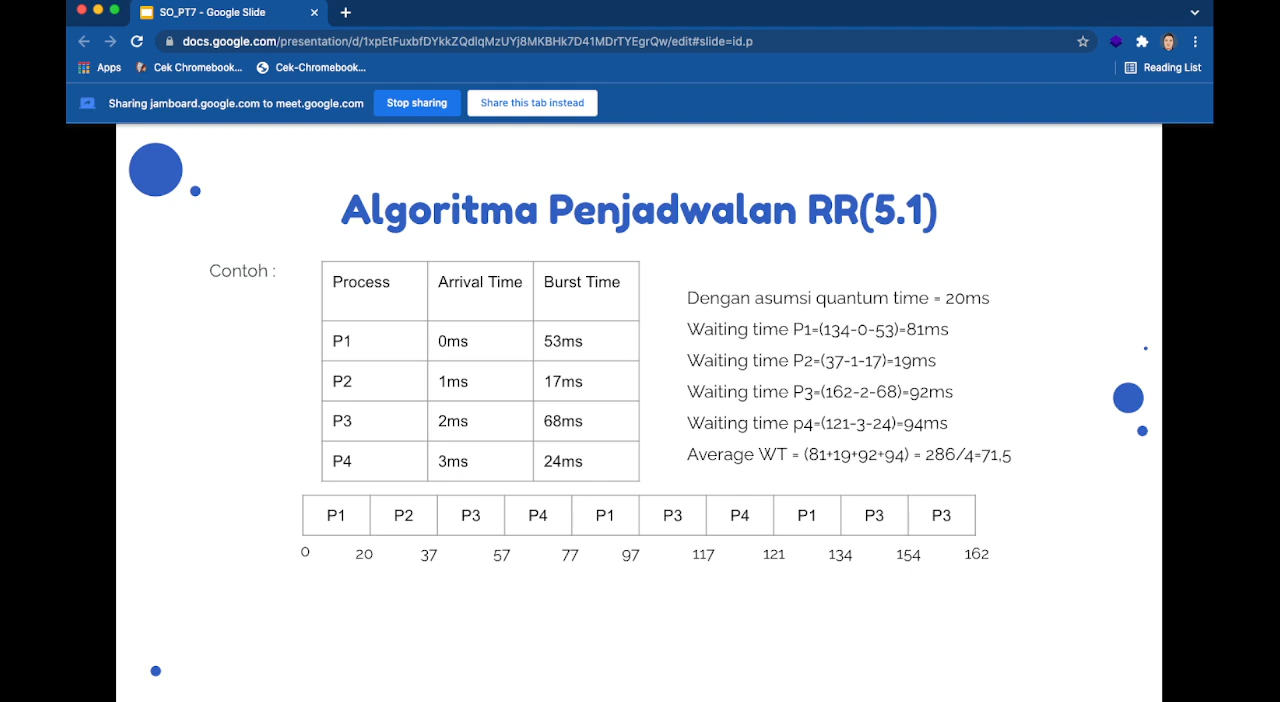 SO_PT7 - Google Slide
docs.google.com/presentation/d/1xpEtFuxbfDYkkZQdlqMzUYj8MKBHk7D41MDrTYEgrQw/edit#slide=id.p
Apps Cek Chromebook... Cek-Chromebook... Reading List
Sharing jamboard.google.com to meet.google.com Stop sharing Share this tab instead
Algoritma Penjadwalan RR(5.1)
Contoh :
Process Arrival Time Burst Time
P1 0ms 53ms
P2 1ms 17ms
P3 2ms 68ms
P4 3ms 24ms
Dengan asumsi quantum time = 20ms
Waiting time P1=(134-0-53)=81ms
Waiting time P2=(37-1-17)=19ms
Waiting time P3=(162-2-68)=92ms
Waiting time p4=(121-3-24)=94ms
Average WT = (81+19+92+94) = 286/4=71,5
P1 P2 P3 P4 P1 P3 P4 P1 P3 P3
0 20 37 57 77 97 117 121 134 154 162